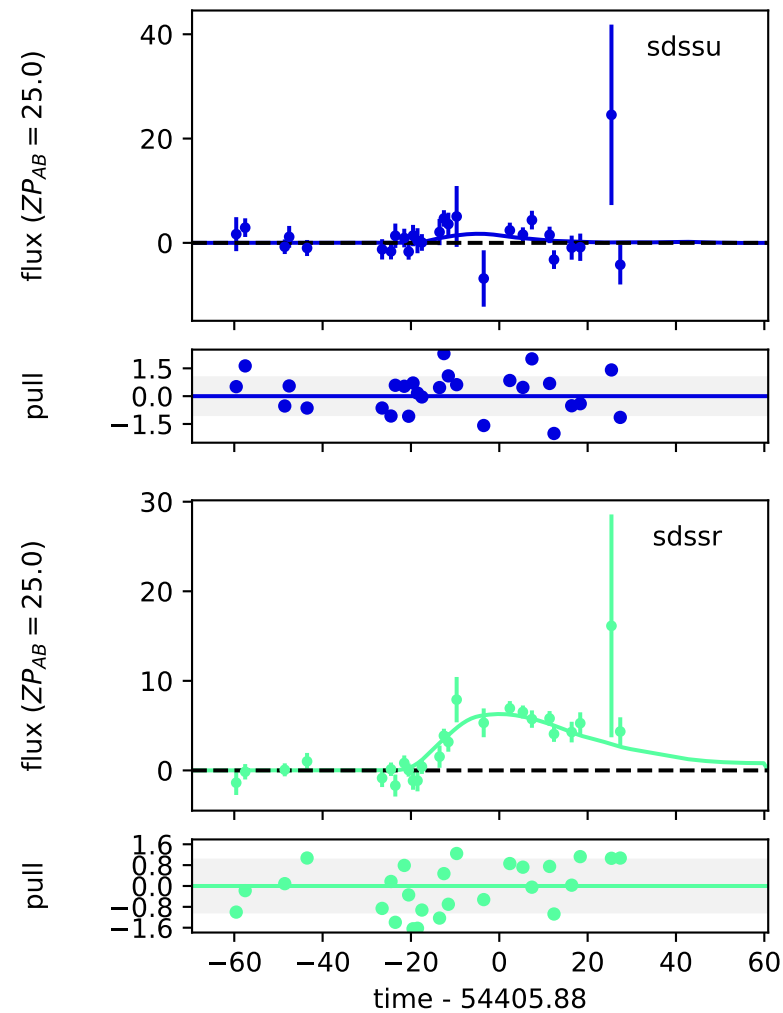 sdssu
flux (ZP_AB = 25.0)
40
20
0
pull
1.5
0.0
−1.5
sdssr
flux (ZP_AB = 25.0)
30
20
10
0
pull
1.6
0.8
0.0
−0.8
−1.6
−60 −40 −20 0 20 40 60
time - 54405.88